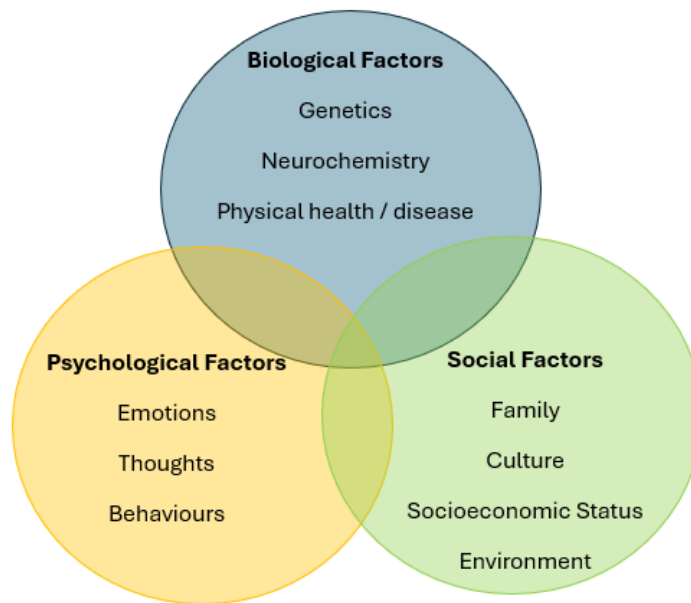 Biological Factors
Genetics
Neurochemistry
Physical health / disease
Psychological Factors
Emotions
Thoughts
Behaviours
Social Factors
Family
Culture
Socioeconomic Status
Environment